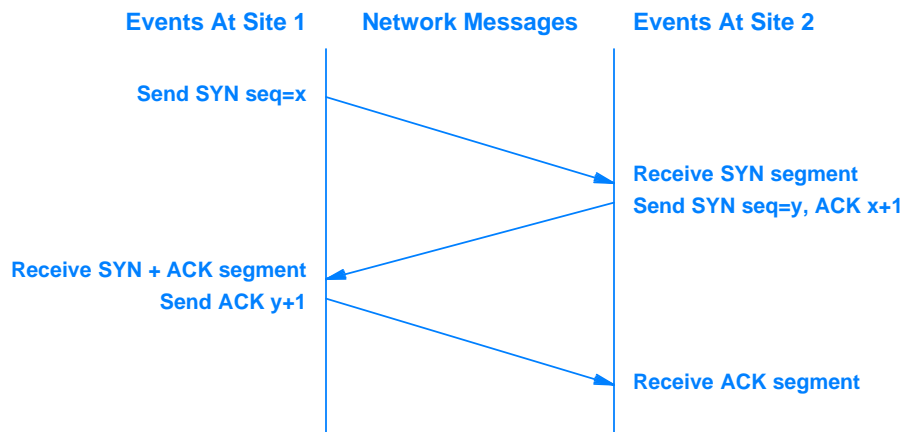 Events At Site 1
Network Messages
Events At Site 2
Send SYN seq=x
Receive SYN segment
Send SYN seq=y, ACK x+1
Receive SYN + ACK segment
Send ACK y+1
Receive ACK segment